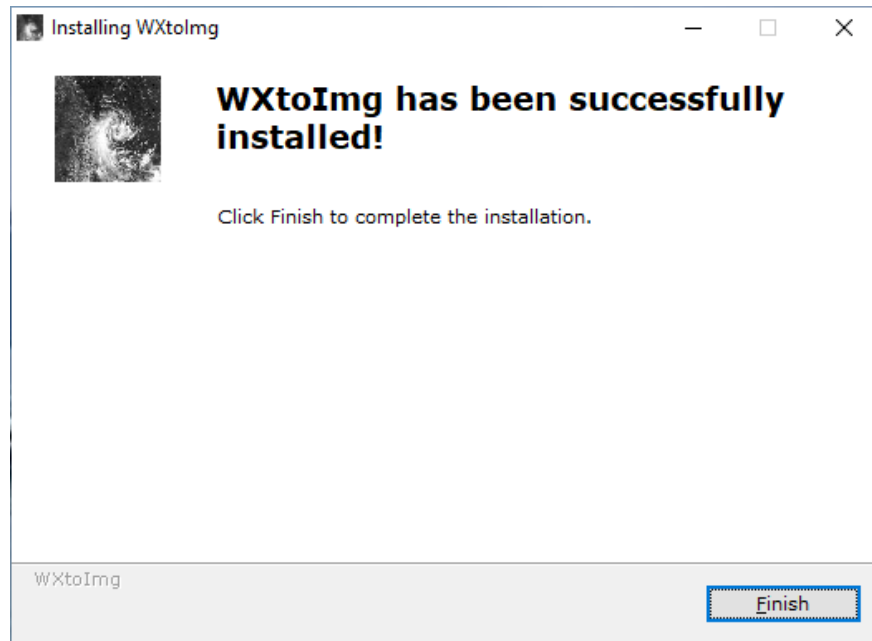 Installing WXtoImg
WXtoImg has been successfully
installed!
Click Finish to complete the installation.
WXtoImg
Finish